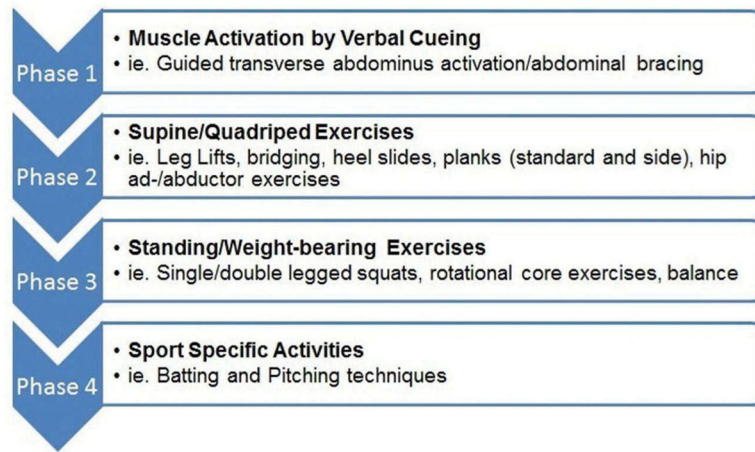 Phase 1
• Muscle Activation by Verbal Cueing
• ie. Guided transverse abdominus activation/abdominal bracing
Phase 2
• Supine/Quadriped Exercises
• ie. Leg Lifts, bridging, heel slides, planks (standard and side), hip
ad-/abductor exercises
Phase 3
• Standing/Weight-bearing Exercises
• ie. Single/double legged squats, rotational core exercises, balance
Phase 4
• Sport Specific Activities
• ie. Batting and Pitching techniques